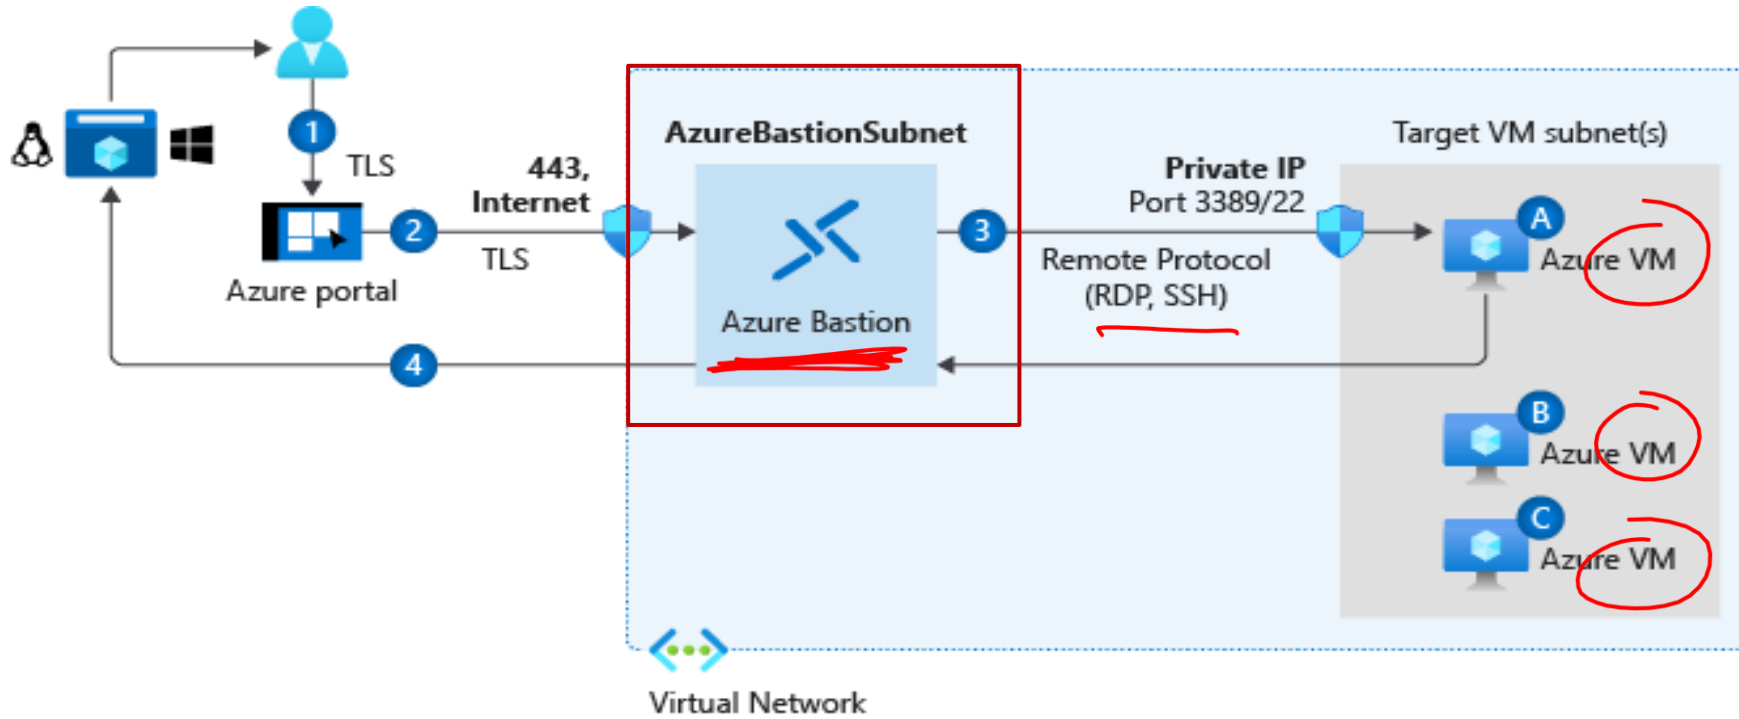 1
TLS
443,
Internet
2
TLS
Azure portal
4
AzureBastionSubnet
Azure Bastion
3
Private IP
Port 3389/22
Remote Protocol
(RDP, SSH)
Target VM subnet(s)
A
Azure VM
B
Azure VM
C
Azure VM
Virtual Network